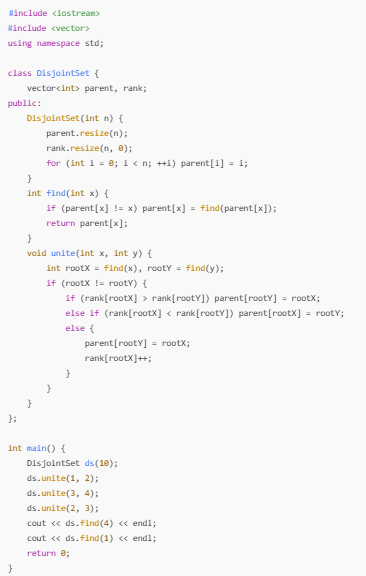 #include <iostream>
#include <vector>
using namespace std;

class DisjointSet {
    vector<int> parent, rank;
public:
    DisjointSet(int n) {
        parent.resize(n);
        rank.resize(n, 0);
        for (int i = 0; i < n; ++i) parent[i] = i;
    }
    int find(int x) {
        if (parent[x] != x) parent[x] = find(parent[x]);
        return parent[x];
    }
    void unite(int x, int y) {
        int rootX = find(x), rootY = find(y);
        if (rootX != rootY) {
            if (rank[rootX] > rank[rootY]) parent[rootY] = rootX;
            else if (rank[rootX] < rank[rootY]) parent[rootX] = rootY;
            else {
                parent[rootY] = rootX;
                rank[rootX]++;
            }
        }
    }
};

int main() {
    DisjointSet ds(10);
    ds.unite(1, 2);
    ds.unite(3, 4);
    ds.unite(2, 3);
    cout << ds.find(4) << endl;
    cout << ds.find(1) << endl;
    return 0;
}